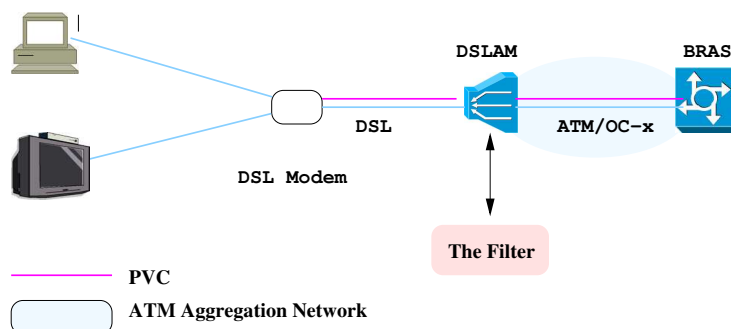 DSLAM
BRAS
DSL
ATM/OC-x
DSL Modem
The Filter
PVC
ATM Aggregation Network